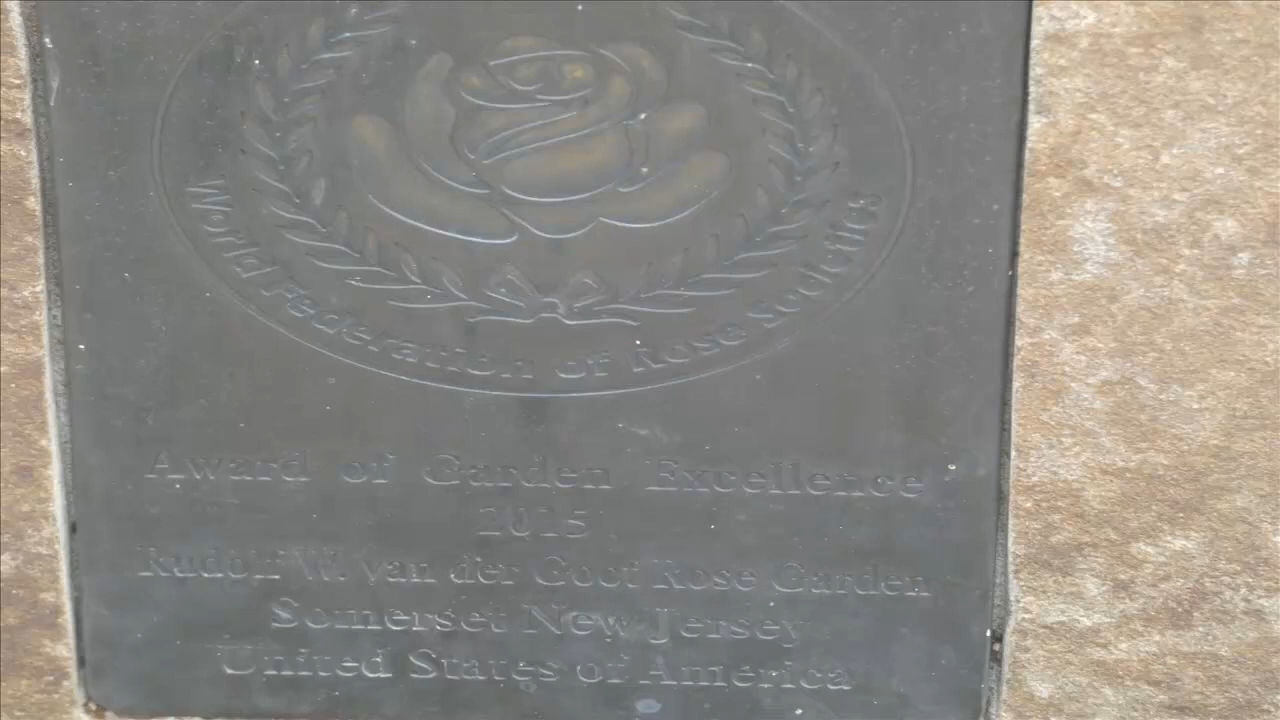 World Federation of Rose Societies
Award of Garden Excellence
2015
Rudolf W. van der Goot Rose Garden
Somerset New Jersey
United States of America